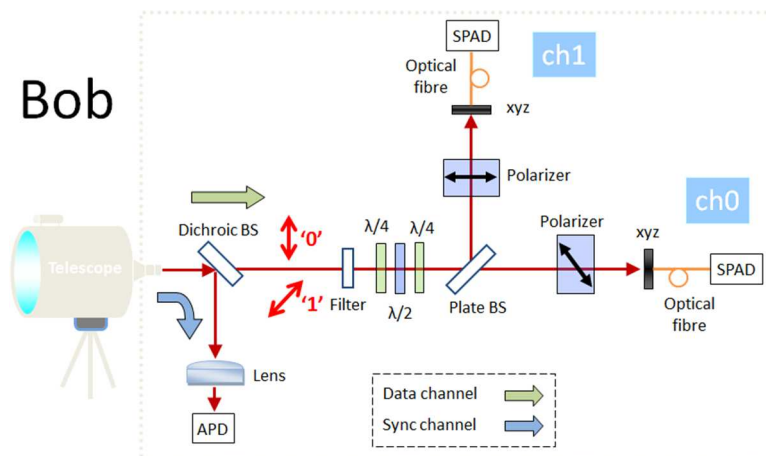 SPAD
ch1
Optical
fibre
xyz
Bob
Polarizer
ch0
Polarizer
Dichroic BS
λ/4
λ/4
xyz
'0'
Telescope
SPAD
'1'
Filter
λ/2
Plate BS
Optical
fibre
Lens
Data channel
Sync channel
APD